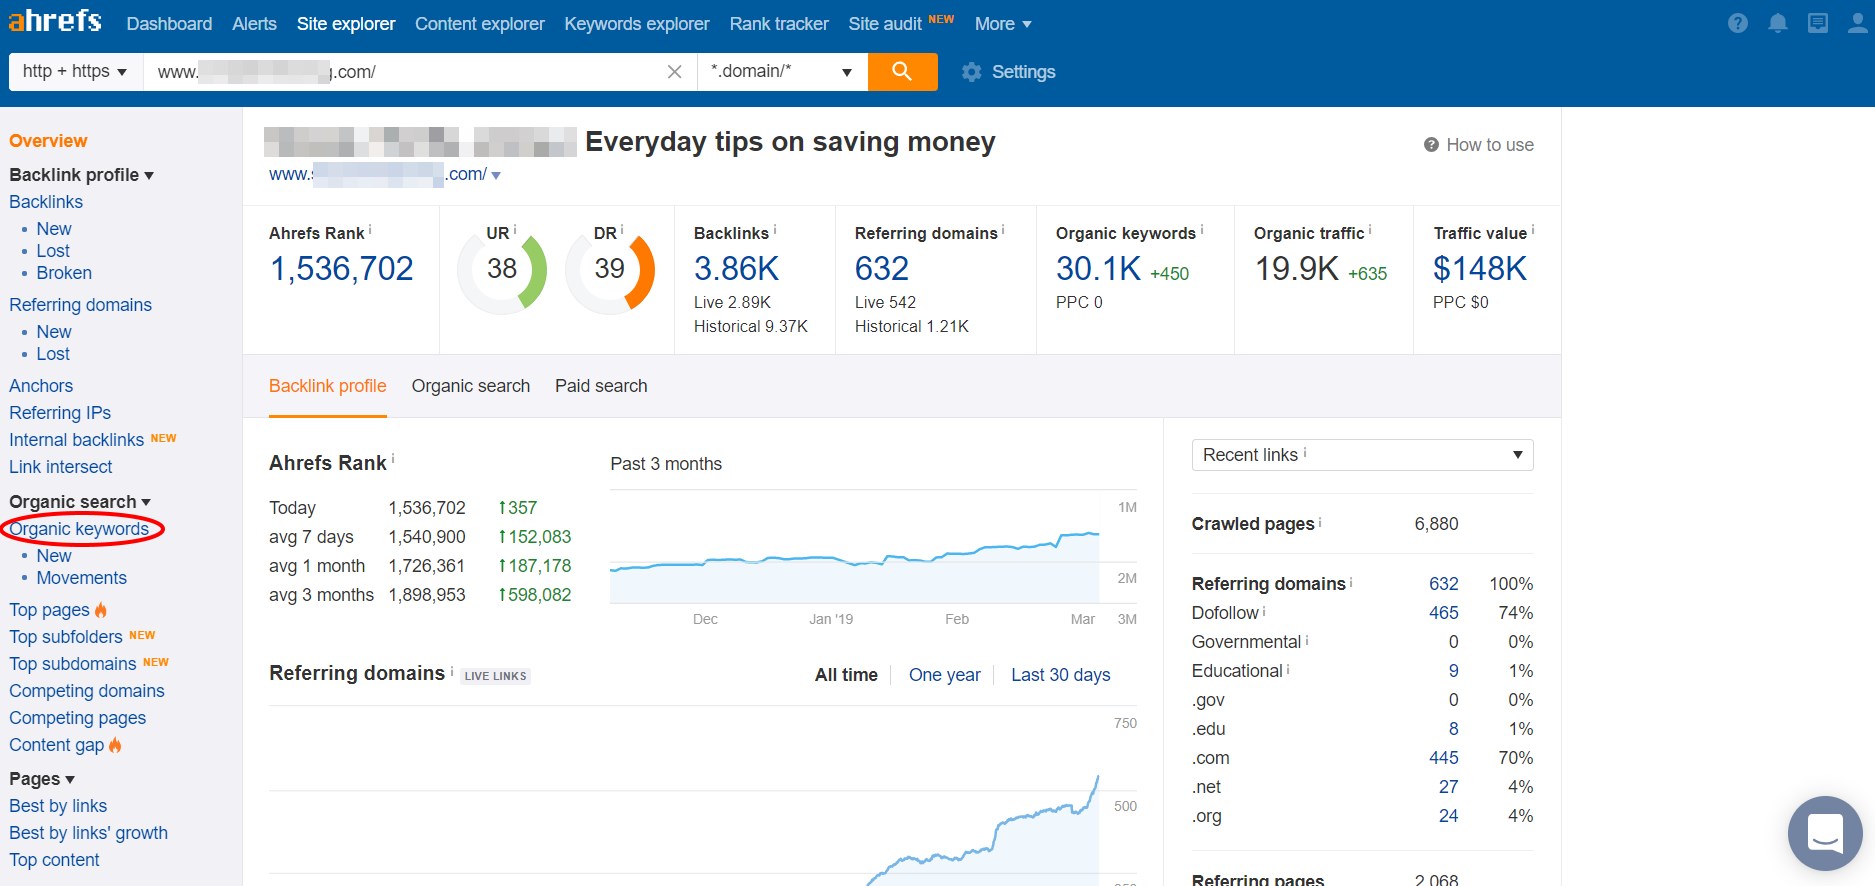 ahrefs Dashboard Alerts Site explorer Content explorer Keywords explorer Rank tracker Site audit NEW More
http + https www. .com/ *.domain/* Settings
Overview
Backlink profile
Backlinks
New
Lost
Broken
Referring domains
New
Lost
Anchors
Referring IPs
Internal backlinks NEW
Link intersect
Organic search
Organic keywords
New
Movements
Top pages
Top subfolders NEW
Top subdomains NEW
Competing domains
Competing pages
Content gap
Pages
Best by links
Best by links' growth
Top content
Everyday tips on saving money
How to use
www. .com/
Ahrefs Rank i
1,536,702
UR i
38
DR i
39
Backlinks i
3.86K
Live 2.89K
Historical 9.37K
Referring domains i
632
Live 542
Historical 1.21K
Organic keywords i
30.1K +450
PPC 0
Organic traffic i
19.9K +635
Traffic value i
$148K
PPC $0
Backlink profile Organic search Paid search
Ahrefs Rank i
Today 1,536,702 ↑357
avg 7 days 1,540,900 ↑152,083
avg 1 month 1,726,361 ↑187,178
avg 3 months 1,898,953 ↑598,082
Past 3 months
1M
2M
3M
Dec Jan '19 Feb Mar
Referring domains i LIVE LINKS
All time One year Last 30 days
750
500
Recent links i
Crawled pages i 6,880
Referring domains i 632 100%
Dofollow i 465 74%
Governmental i 0 0%
Educational i 9 1%
.gov 0 0%
.edu 8 1%
.com 445 70%
.net 27 4%
.org 24 4%
Referring pages 2,068